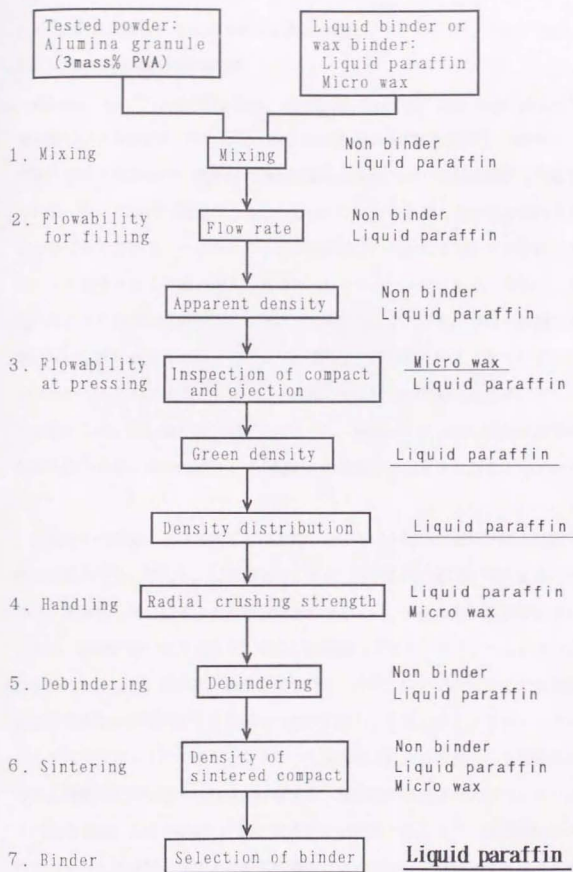 Tested powder:
Alumina granule
(3mass% PVA)
Liquid binder or
wax binder:
Liquid paraffin
Micro wax
1. Mixing
Mixing
Non binder
Liquid paraffin
2. Flowability
for filling
Flow rate
Non binder
Liquid paraffin
Apparent density
Non binder
Liquid paraffin
3. Flowability
at pressing
Inspection of compact
and ejection
Micro wax
Liquid paraffin
Green density
Liquid paraffin
Density distribution
Liquid paraffin
4. Handling
Radial crushing strength
Liquid paraffin
Micro wax
5. Debindering
Debindering
Non binder
Liquid paraffin
6. Sintering
Density of
sintered compact
Non binder
Liquid paraffin
Micro wax
7. Binder
Selection of binder
Liquid paraffin